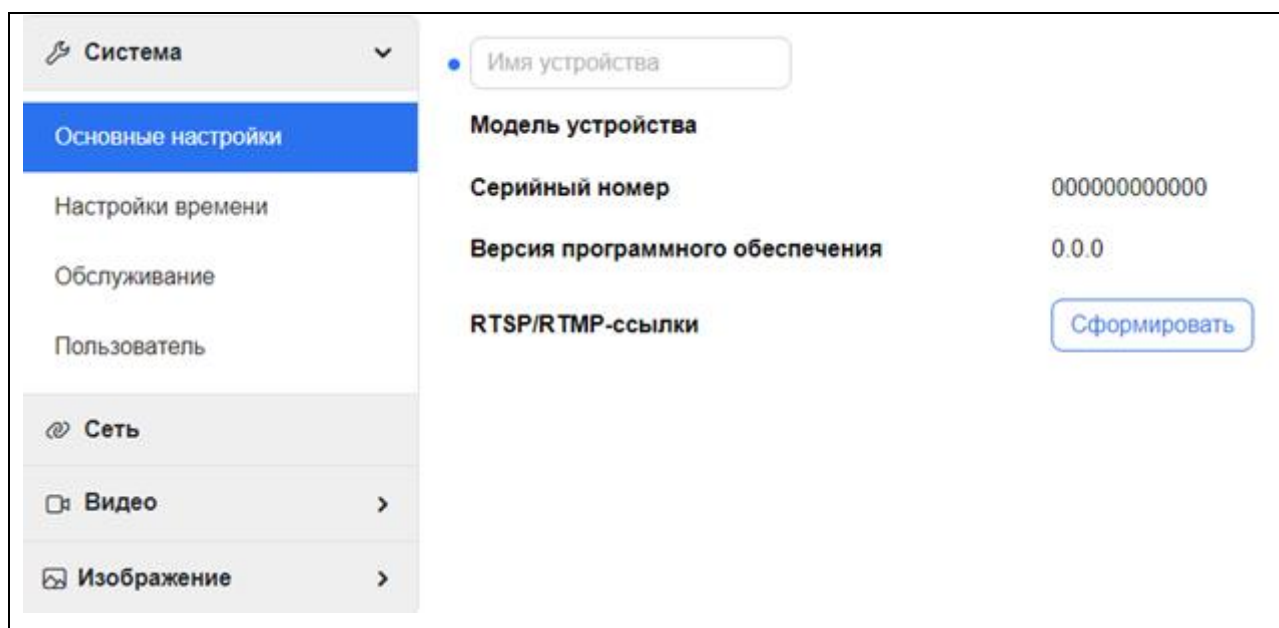 Система
Основные настройки
Настройки времени
Обслуживание
Пользователь
Сеть
Видео
Изображение
Имя устройства
Модель устройства
Серийный номер 000000000000
Версия программного обеспечения 0.0.0
RTSP/RTMP-ссылки Сформировать